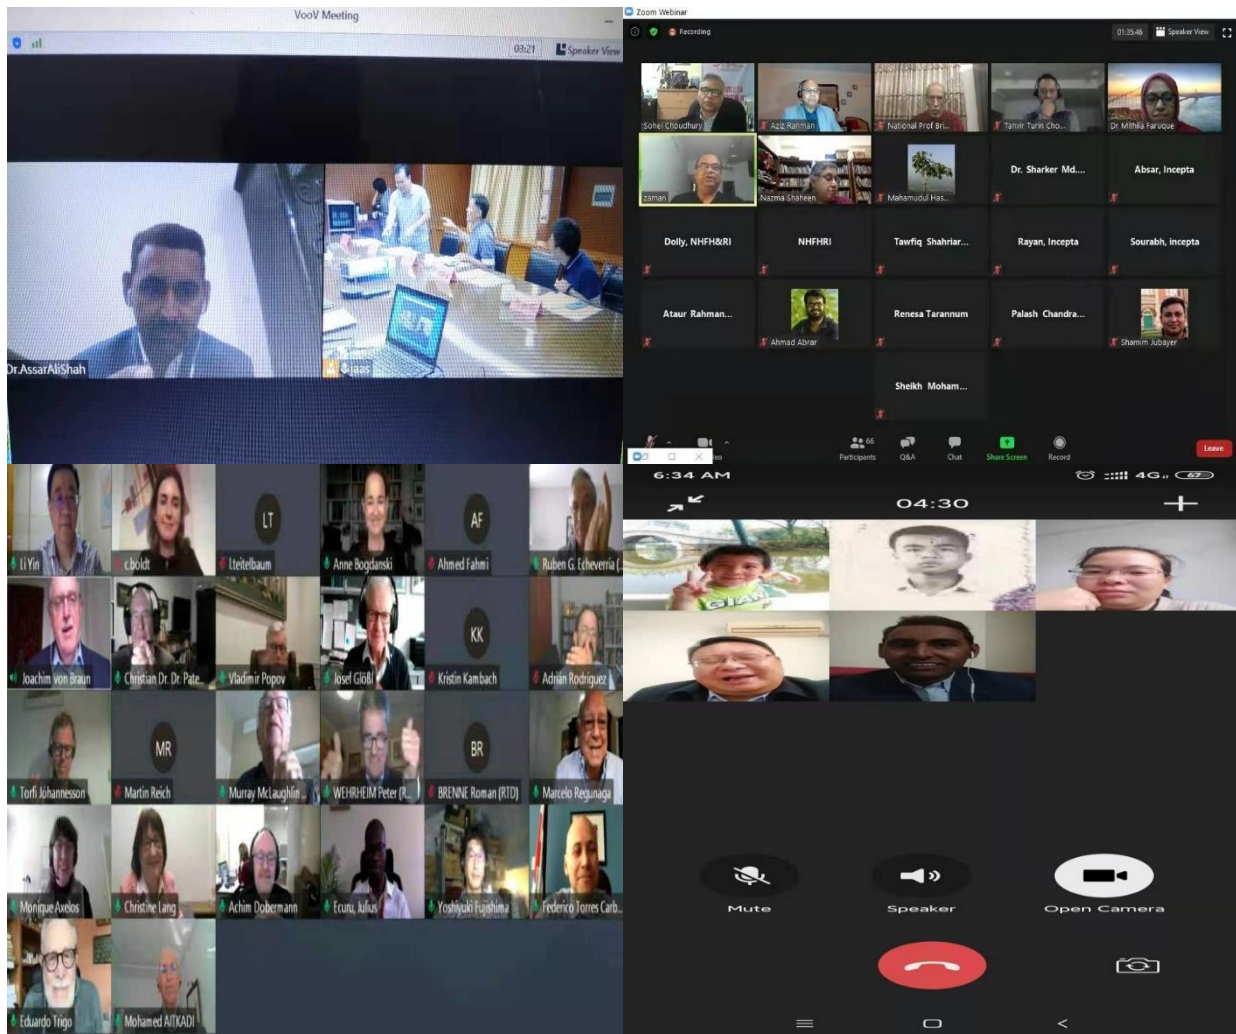 VooV Meeting
03:21 Speaker View
Dr.AssarAliShah
jaas
Zoom Webinar
Recording
01:35:46 Speaker View
Sohel Choudhury
Aziz Rahman
National Prof Bri...
Tanvir Turin Cho...
Dr Mithila Faruque
zaman
Nazma Shaheen
Mahamudul Has...
Dr. Sharker Md....
Absar, Incepta
Dolly, NHFH&RI
NHFHRI
Tawfiq Shahriar...
Rayan, Incepta
Sourabh, incepta
Ataur Rahman...
Ahmad Abrar
Renesa Tarannum
Palash Chandra...
Shamim Jubayer
Sheikh Moham...
66
Participants
Q&A
Chat
Share Screen
Record
Leave
Li Yin
c.boldt
LT
l.teitelbaum
Anne Bogdanski
AF
Ahmed Fahmi
Ruben G. Echeverria (...
Joachim von Braun
Christian Dr. Dr. Pate...
Vladimir Popov
Josef Glößl
KK
Kristin Kambach
Adrián Rodríguez
Torfi Jóhannesson
MR
Martin Reich
Murray McLaughlin...
WEHRHEIM Peter (R...
BR
BRENNE Roman (RTD)
Marcelo Regunaga
Monique Axelos
Christine Lang
Achim Dobermann
Ecuru, Julius
Yoshiyuki Fujishima
Federico Torres Carb...
Eduardo Trigo
Mohamed AITKADI
6:34 AM
4G 67
04:30
GIAN
Mute
Speaker
Open Camera